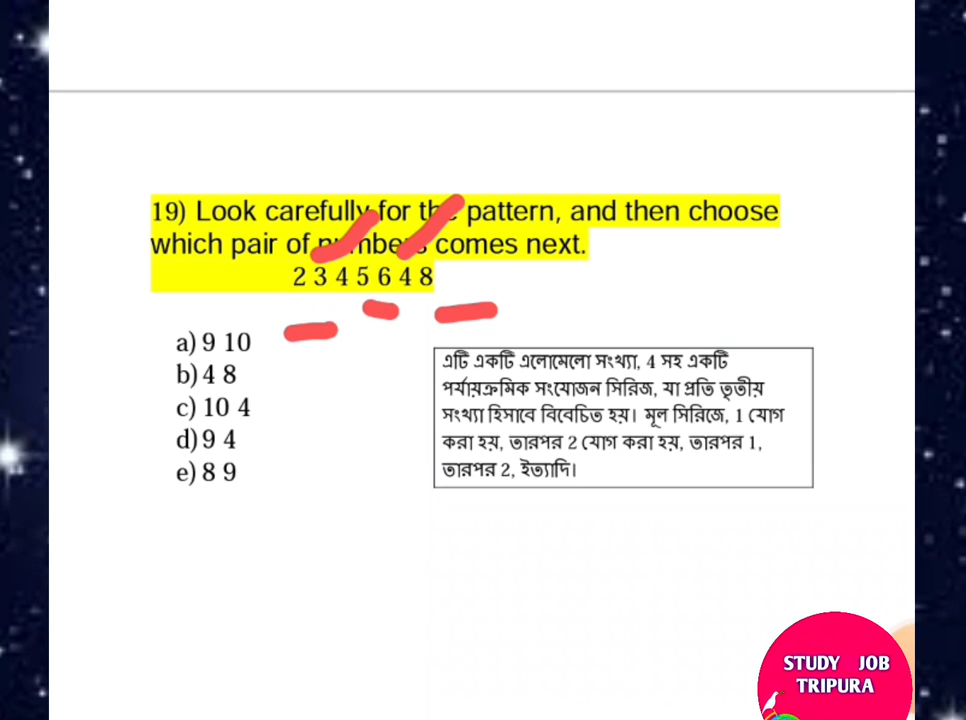 19) Look carefully for the pattern, and then choose
which pair of numbers comes next.
2 3 4 5 6 4 8
a) 9 10
b) 4 8
c) 10 4
d) 9 4
e) 8 9
এটি একটি এলোমেলো সংখ্যা, 4 সহ একটি
পর্যায়ক্রমিক সংযোজন সিরিজ, যা প্রতি তৃতীয়
সংখ্যা হিসাবে বিবেচিত হয়। মূল সিরিজে, 1 যোগ
করা হয়, তারপর 2 যোগ করা হয়, তারপর 1,
তারপর 2, ইত্যাদি।
STUDY JOB
TRIPURA